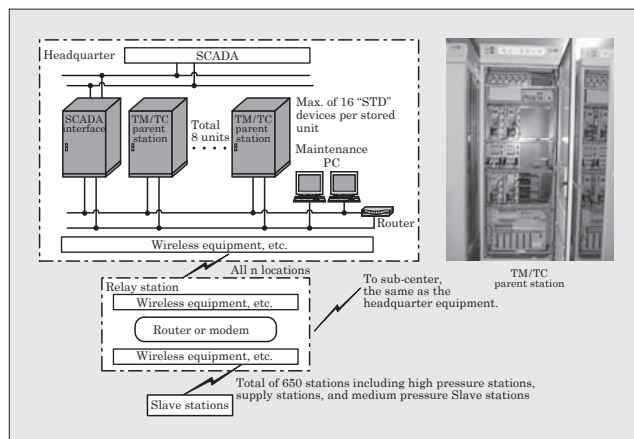 Headquarter
SCADA
SCADA
interface
TM/TC
parent
station
Total
8 units
TM/TC
parent
station
Max. of 16 “STD”
devices per stored
unit
Maintenance
PC
Router
Wireless equipment, etc.
TM/TC
parent station
All n locations
Relay station
Wireless equipment, etc.
Router or modem
Wireless equipment, etc.
To sub-center,
the same as the
headquarter equipment.
Slave stations
Total of 650 stations including high pressure stations,
supply stations, and medium pressure Slave stations